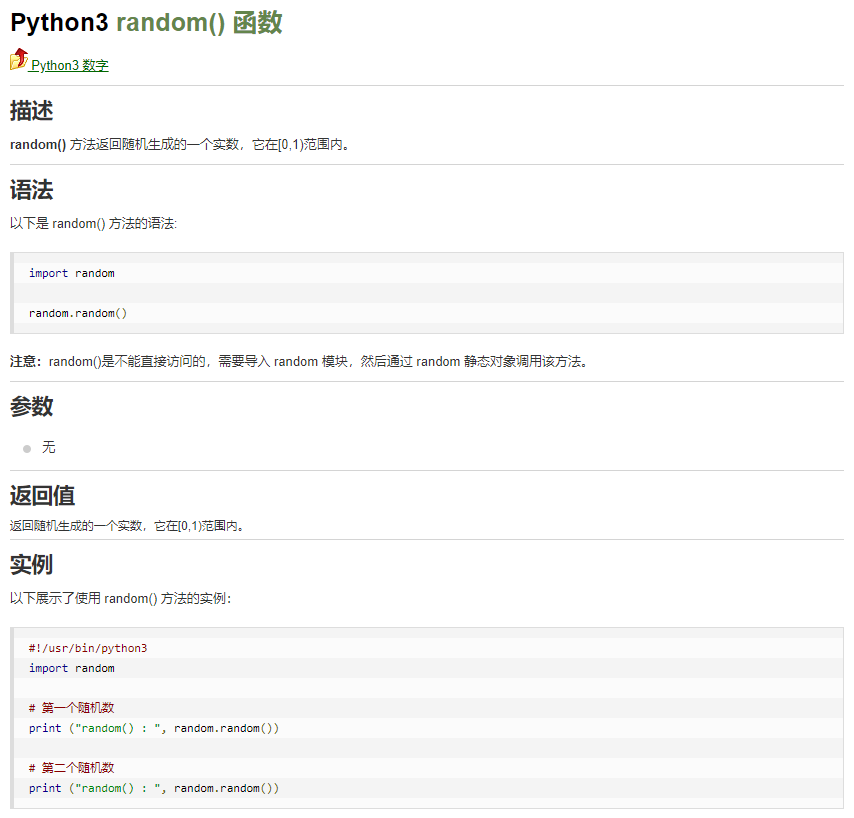 Python3 random() 函数
Python3 数字
描述
random() 方法返回随机生成的一个实数，它在[0,1)范围内。
语法
以下是 random() 方法的语法:
import random
random.random()
注意：random()是不能直接访问的，需要导入 random 模块，然后通过 random 静态对象调用该方法。
参数
无
返回值
返回随机生成的一个实数，它在[0,1)范围内。
实例
以下展示了使用 random() 方法的实例：
#!/usr/bin/python3
import random
# 第一个随机数
print ("random() : ", random.random())
# 第二个随机数
print ("random() : ", random.random())